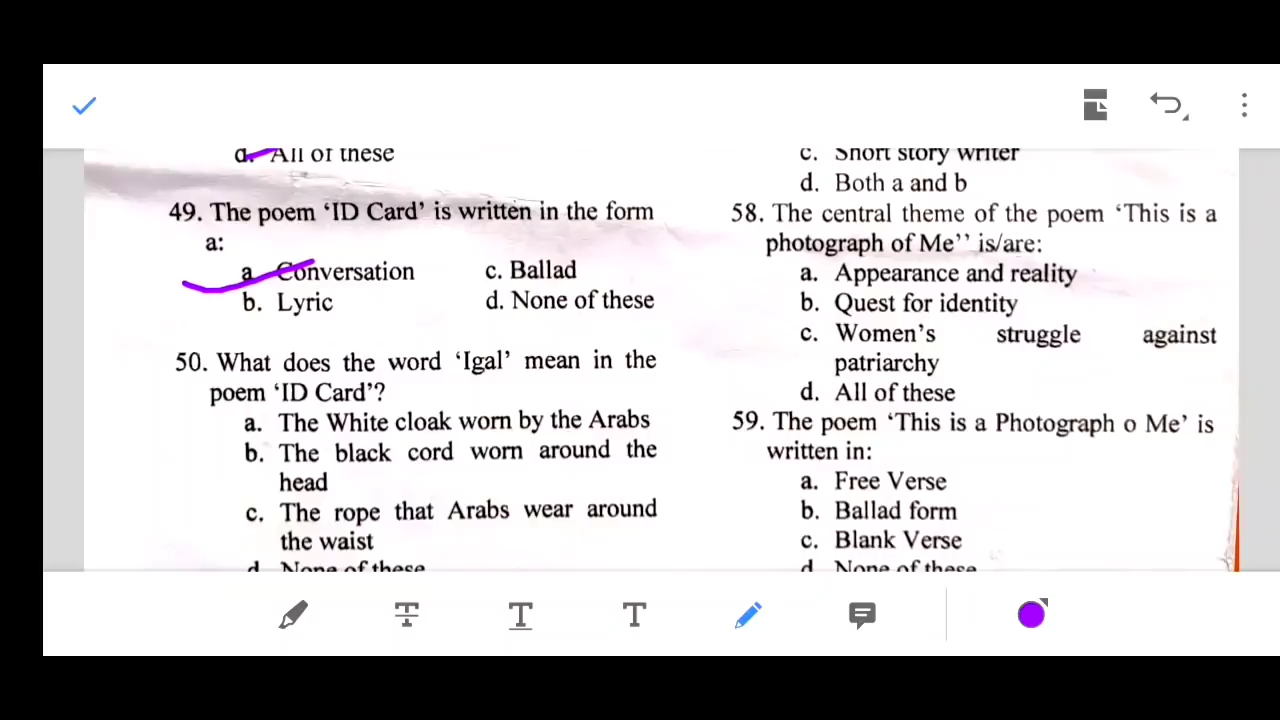 d. All of these
49. The poem ‘ID Card’ is written in the form
a:
a. Conversation
c. Ballad
b. Lyric
d. None of these
50. What does the word ‘Igal’ mean in the
poem ‘ID Card’?
a. The White cloak worn by the Arabs
b. The black cord worn around the
head
c. The rope that Arabs wear around
the waist
d. None of these
c. Short story writer
d. Both a and b
58. The central theme of the poem ‘This is a
photograph of Me’’ is/are:
a. Appearance and reality
b. Quest for identity
c. Women’s struggle against
patriarchy
d. All of these
59. The poem ‘This is a Photograph o Me’ is
written in:
a. Free Verse
b. Ballad form
c. Blank Verse
d None of these